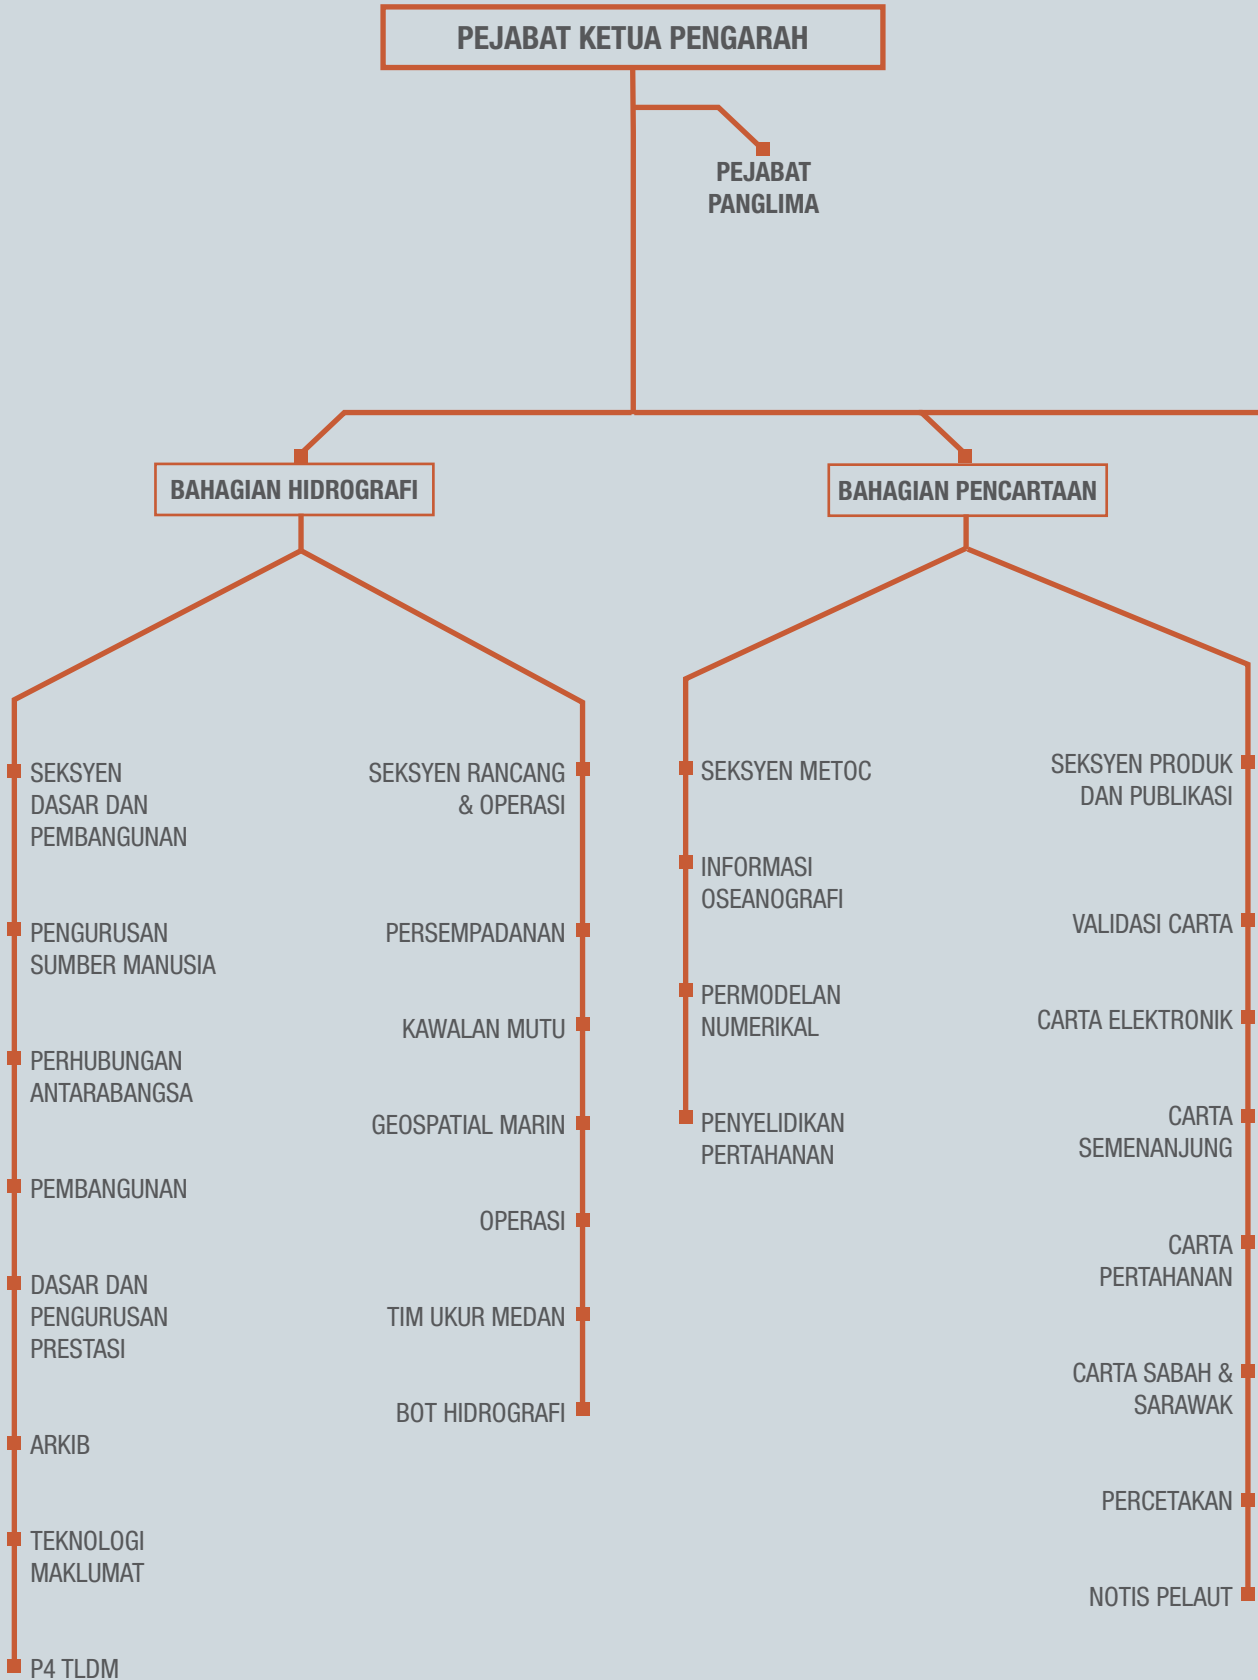 PEJABAT KETUA PENGARAH
PEJABAT
PANGLIMA
BAHAGIAN HIDROGRAFI
SEKSYEN
DASAR DAN
PEMBANGUNAN
PENGURUSAN
SUMBER MANUSIA
PERHUBUNGAN
ANTARABANGSA
PEMBANGUNAN
DASAR DAN
PENGURUSAN
PRESTASI
ARKIB
TEKNOLOGI
MAKLUMAT
P4 TLDM
SEKSYEN RANCANG
& OPERASI
PERSEMPADANAN
KAWALAN MUTU
GEOSPATIAL MARIN
OPERASI
TIM UKUR MEDAN
BOT HIDROGRAFI
BAHAGIAN PENCARTAAN
SEKSYEN METOC
INFORMASI
OSEANOGRAFI
PERMODELAN
NUMERIKAL
PENYELIDIKAN
PERTAHANAN
SEKSYEN PRODUK
DAN PUBLIKASI
VALIDASI CARTA
CARTA ELEKTRONIK
CARTA
SEMENANJUNG
CARTA
PERTAHANAN
CARTA SABAH &
SARAWAK
PERCETAKAN
NOTIS PELAUT